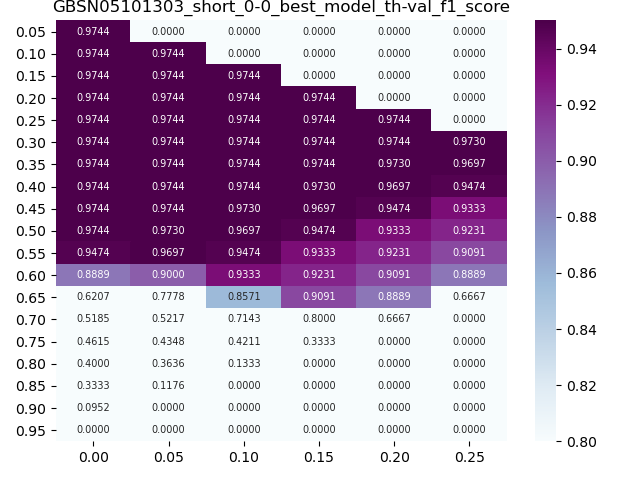 GBSN05101303_short_0-0_best_model_th-val_f1_score
0.05 0.9744 0.0000 0.0000 0.0000 0.0000 0.0000
0.10 0.9744 0.9744 0.0000 0.0000 0.0000 0.0000
0.15 0.9744 0.9744 0.9744 0.0000 0.0000 0.0000
0.20 0.9744 0.9744 0.9744 0.9744 0.0000 0.0000
0.25 0.9744 0.9744 0.9744 0.9744 0.9744 0.0000
0.30 0.9744 0.9744 0.9744 0.9744 0.9744 0.9730
0.35 0.9744 0.9744 0.9744 0.9744 0.9730 0.9697
0.40 0.9744 0.9744 0.9744 0.9730 0.9697 0.9474
0.45 0.9744 0.9744 0.9730 0.9697 0.9474 0.9333
0.50 0.9744 0.9730 0.9697 0.9474 0.9333 0.9231
0.55 0.9474 0.9697 0.9474 0.9333 0.9231 0.9091
0.60 0.8889 0.9000 0.9333 0.9231 0.9091 0.8889
0.65 0.6207 0.7778 0.8571 0.9091 0.8889 0.6667
0.70 0.5185 0.5217 0.7143 0.8000 0.6667 0.0000
0.75 0.4615 0.4348 0.4211 0.3333 0.0000 0.0000
0.80 0.4000 0.3636 0.1333 0.0000 0.0000 0.0000
0.85 0.3333 0.1176 0.0000 0.0000 0.0000 0.0000
0.90 0.0952 0.0000 0.0000 0.0000 0.0000 0.0000
0.95 0.0000 0.0000 0.0000 0.0000 0.0000 0.0000
0.00 0.05 0.10 0.15 0.20 0.25
0.94
0.92
0.90
0.88
0.86
0.84
0.82
0.80